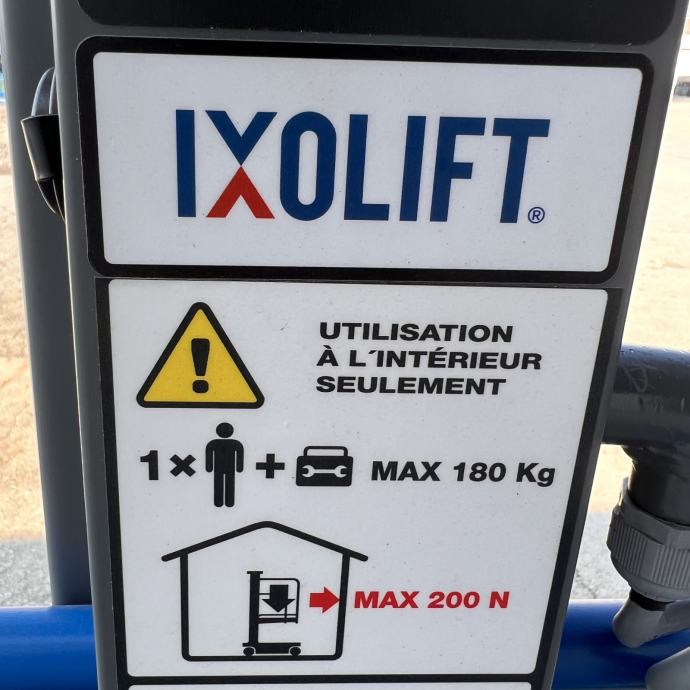 IXOLIFT®
UTILISATION
À L´INTÉRIEUR
SEULEMENT
1× + MAX 180 Kg
MAX 200 N